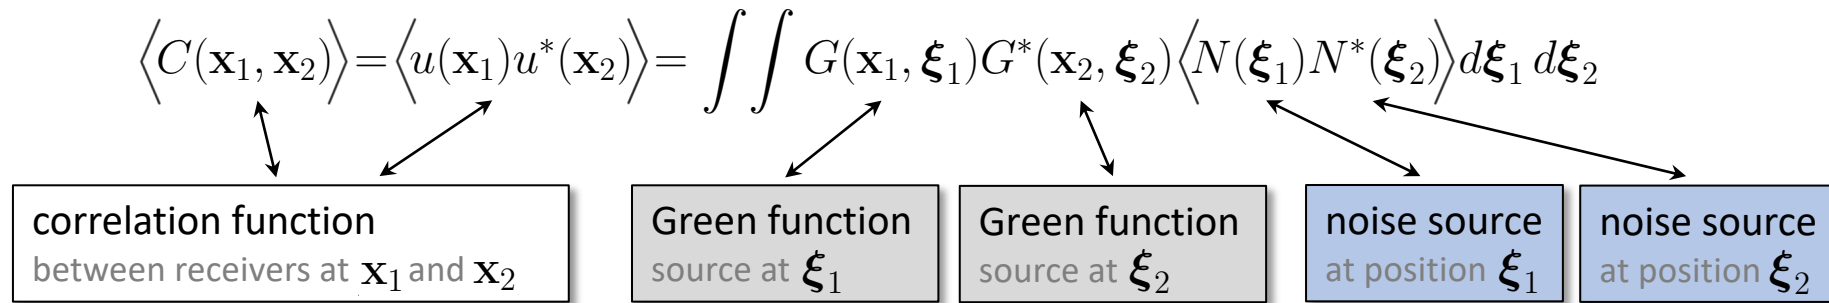 ⟨C(x₁, x₂)⟩=⟨u(x₁)u*(x₂)⟩= ∫∫ G(x₁, ξ₁)G*(x₂, ξ₂)⟨N(ξ₁)N*(ξ₂)⟩dξ₁ dξ₂
correlation function
between receivers at x₁ and x₂
Green function
source at ξ₁
Green function
source at ξ₂
noise source
at position ξ₁
noise source
at position ξ₂